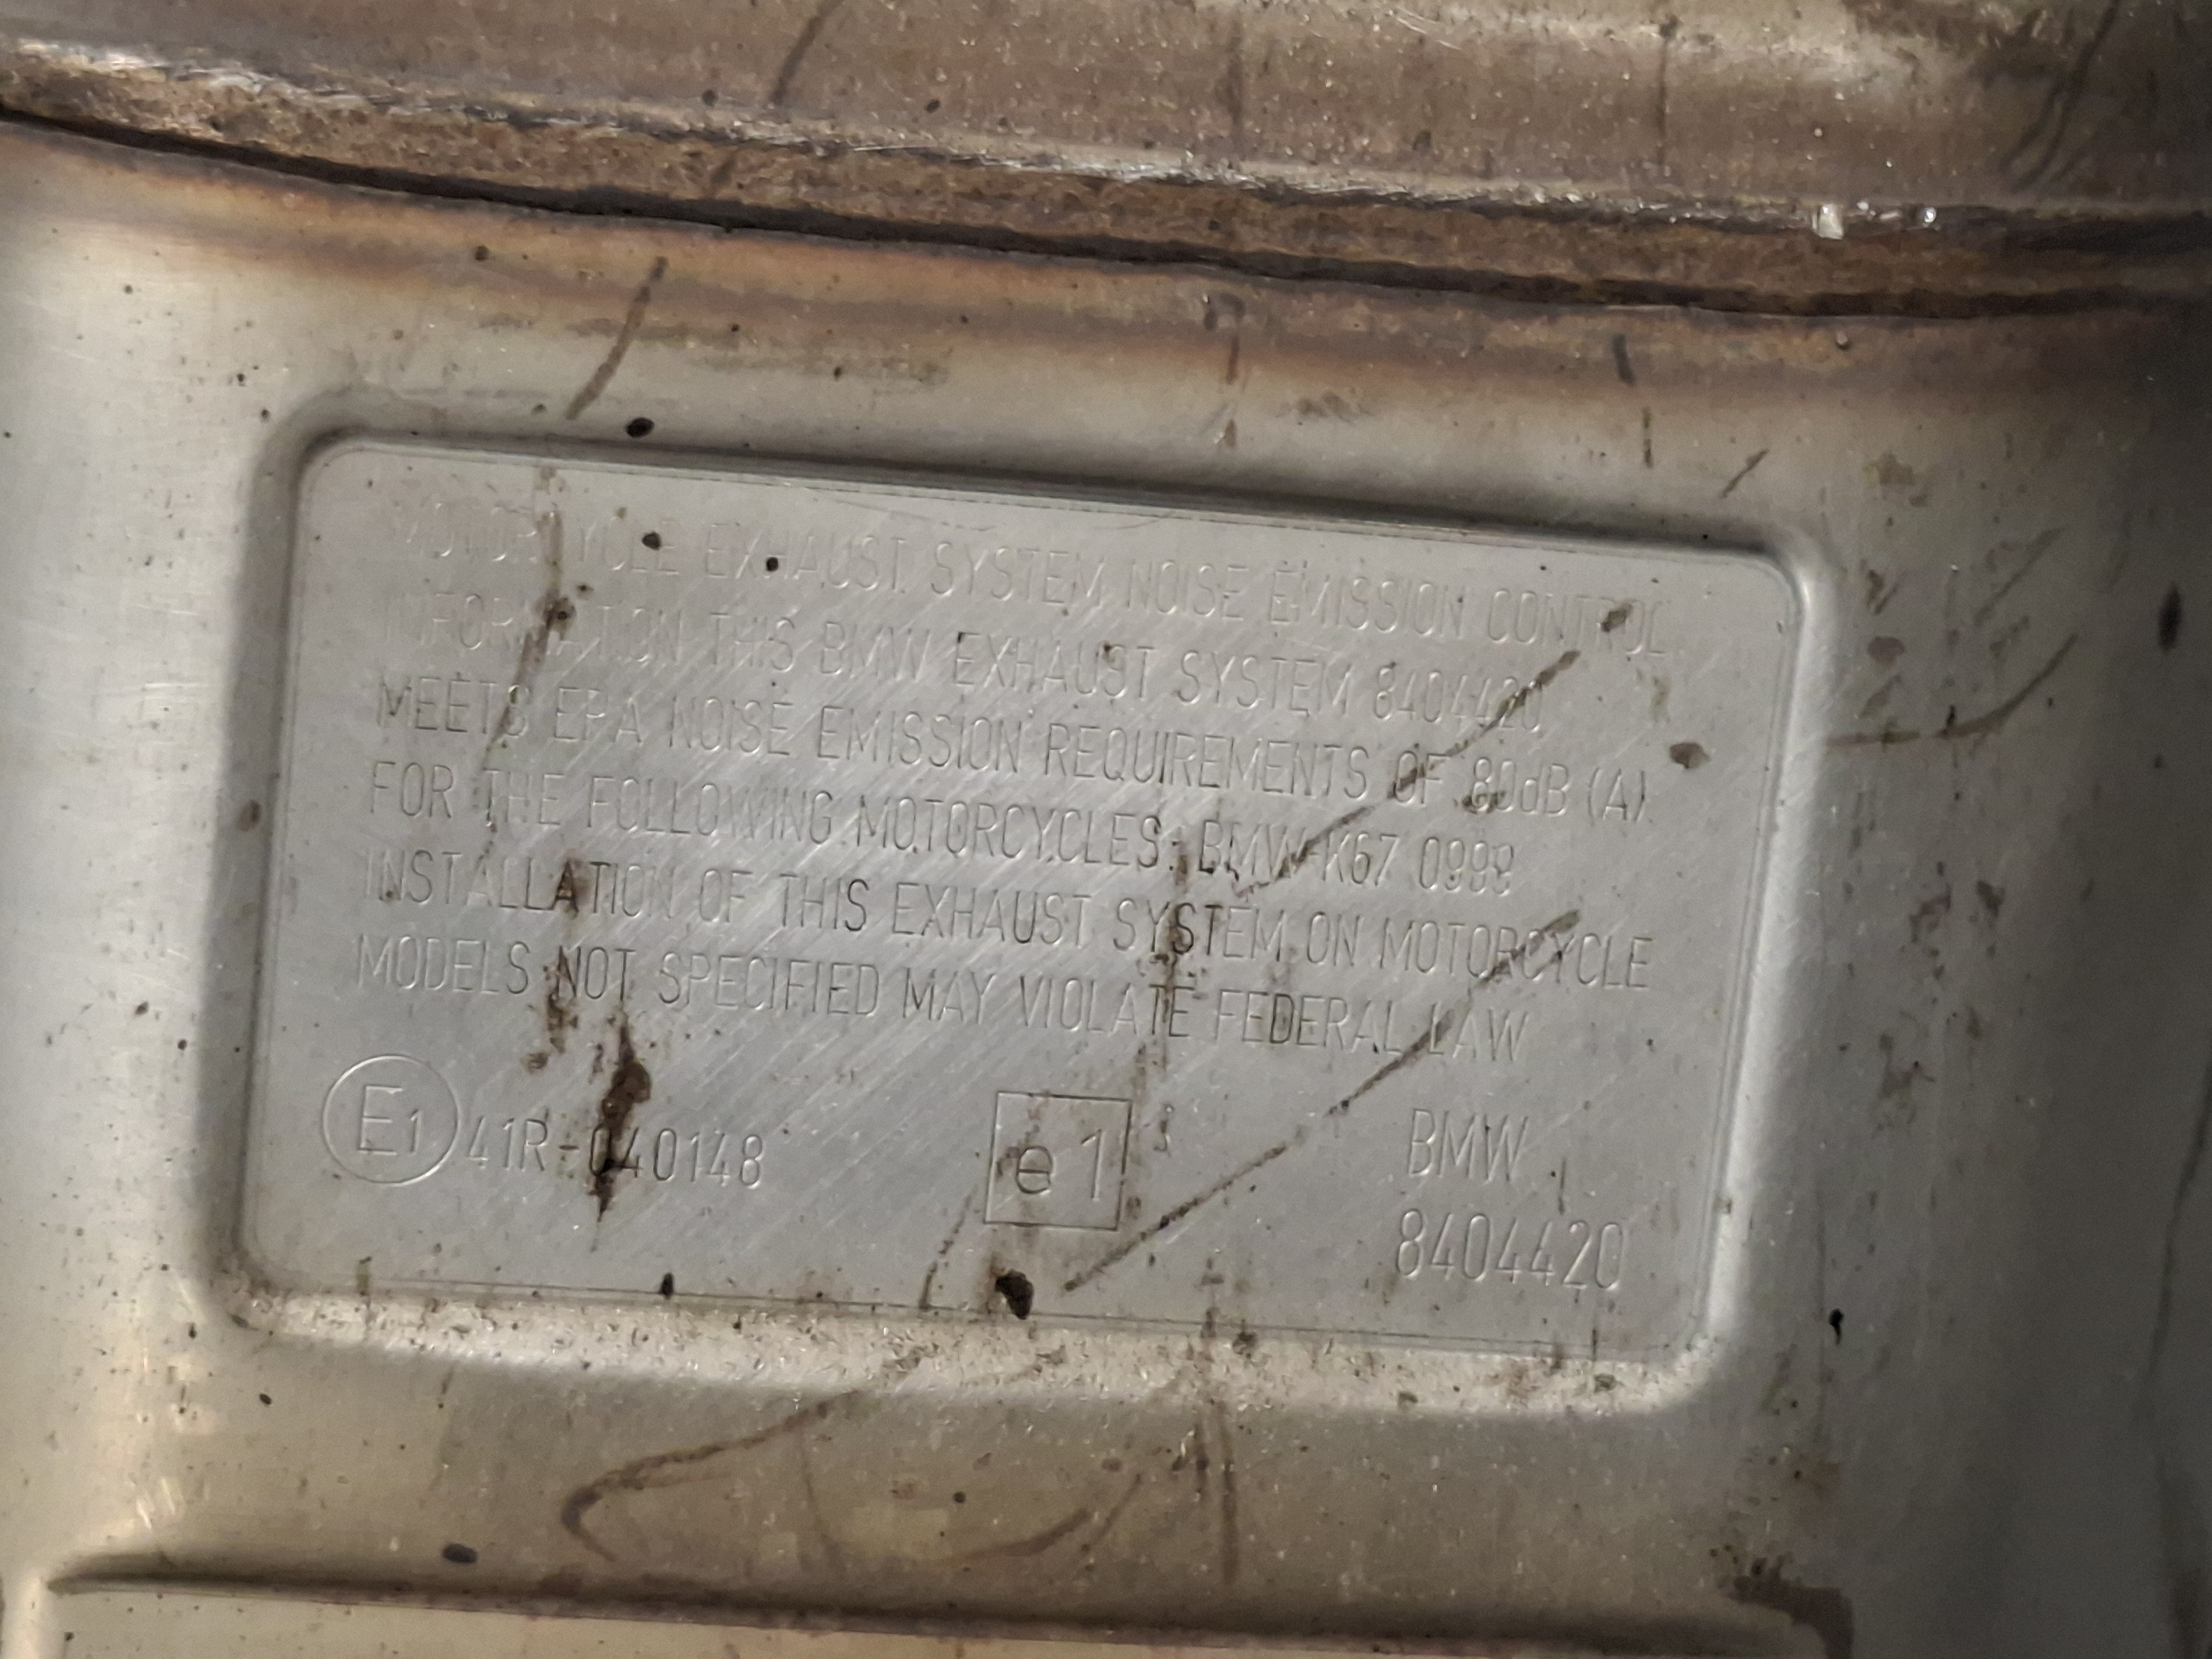 MOTORCYCLE EXHAUST SYSTEM NOISE EMISSION CONTROL
INFORMATION THIS BMW EXHAUST SYSTEM 8404420
MEETS EPA NOISE EMISSION REQUIREMENTS OF 80dB (A)
FOR THE FOLLOWING MOTORCYCLES: BMW-K67 0999
INSTALLATION OF THIS EXHAUST SYSTEM ON MOTORCYCLE
MODELS NOT SPECIFIED MAY VIOLATE FEDERAL LAW
E1 41R-040148 e1 BMW
8404420